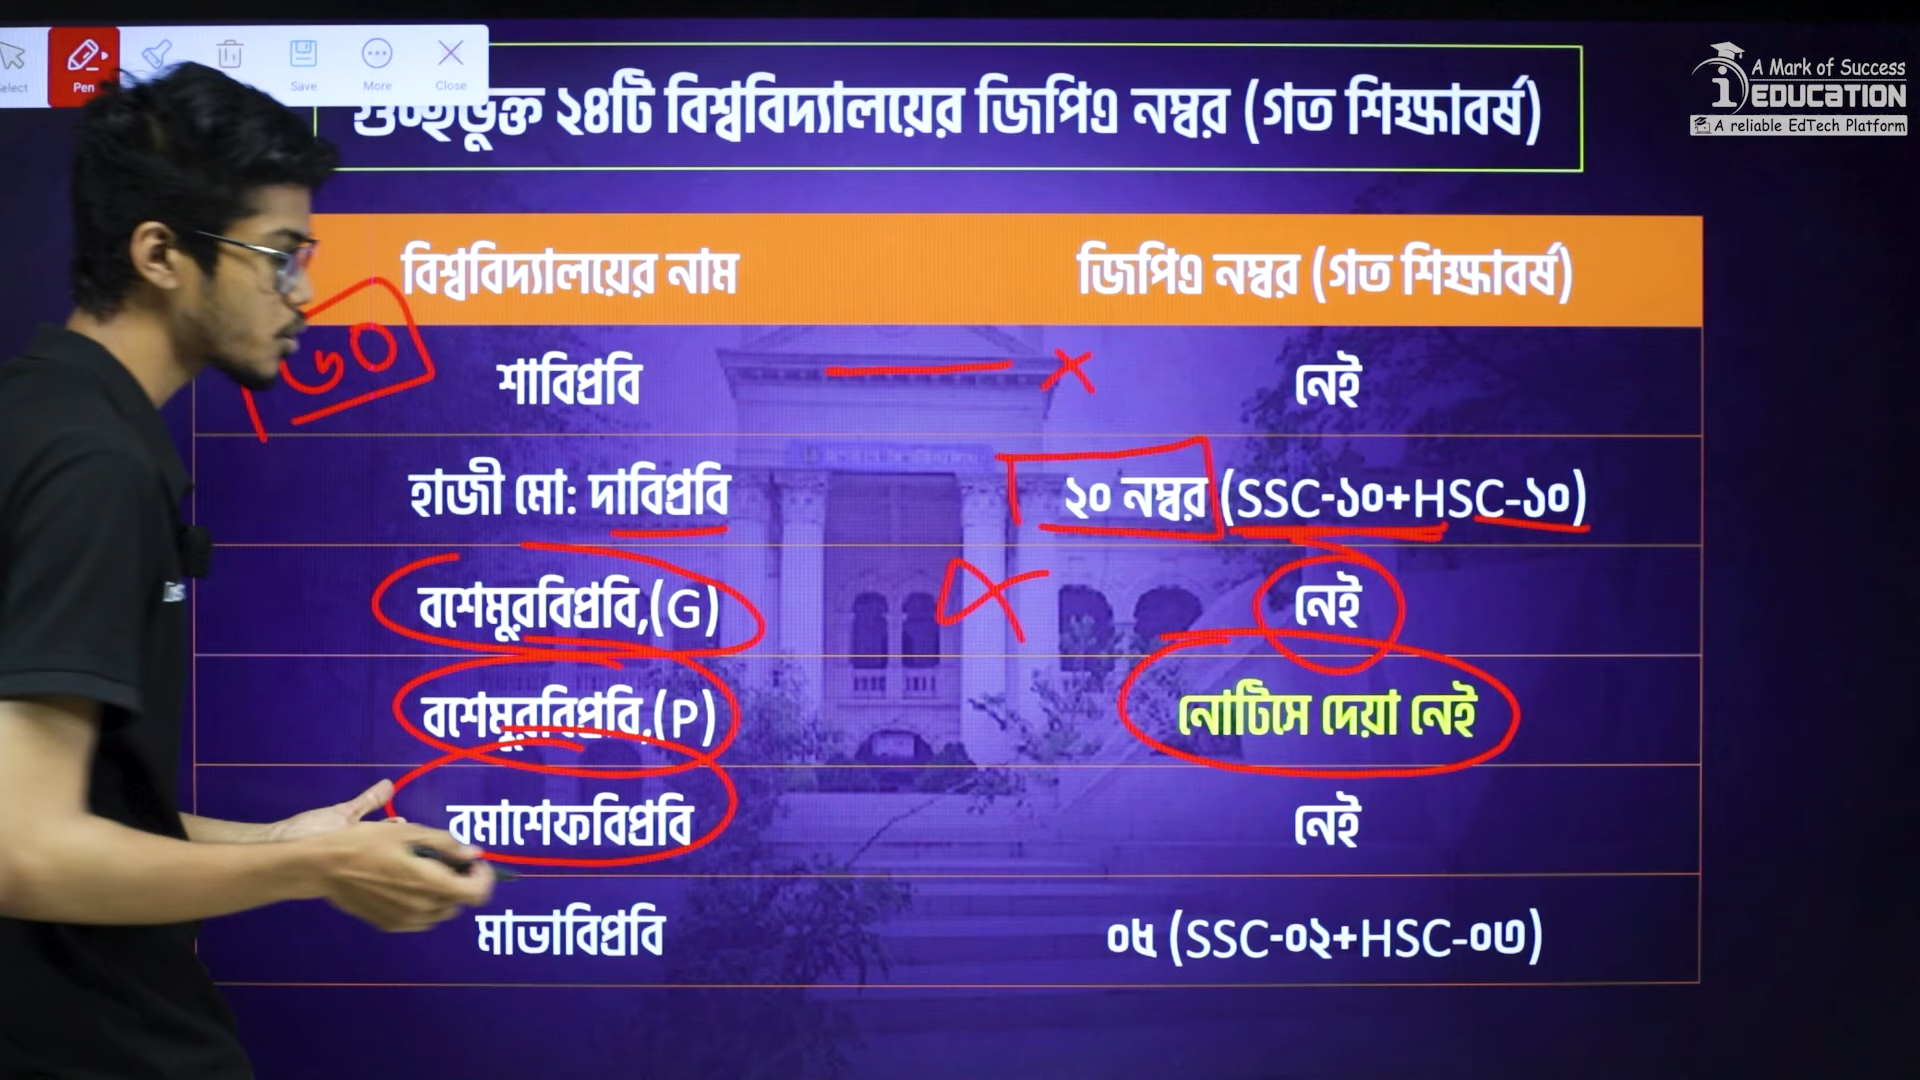 Select
Pen
Save
More
Close
A Mark of Success
EDUCATION
A reliable EdTech Platform
গুচ্ছভুক্ত ২৪টি বিশ্ববিদ্যালয়ের জিপিএ নম্বর (গত শিক্ষাবর্ষ)
বিশ্ববিদ্যালয়ের নাম জিপিএ নম্বর (গত শিক্ষাবর্ষ)
৬০
শাবিপ্রবি নেই
হাজী মো: দাবিপ্রবি ২০ নম্বর (SSC-১০+HSC-১০)
বশেমুরবিপ্রবি,(G) নেই
বশেমুরবিপ্রবি,(P) নোটিসে দেয়া নেই
বমাশেফবিপ্রবি নেই
মাভাবিপ্রবি ০৫ (SSC-০২+HSC-০৩)